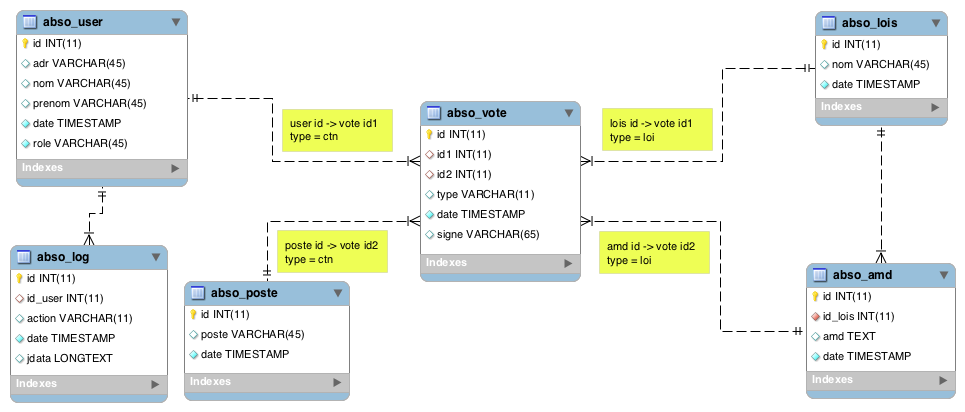 abso_user
id INT(11)
adr VARCHAR(45)
nom VARCHAR(45)
prenom VARCHAR(45)
date TIMESTAMP
role VARCHAR(45)
Indexes
abso_lois
id INT(11)
nom VARCHAR(45)
date TIMESTAMP
Indexes
user id -> vote id1
type = ctn
abso_vote
id INT(11)
id1 INT(11)
id2 INT(11)
type VARCHAR(11)
date TIMESTAMP
signe VARCHAR(65)
Indexes
lois id -> vote id1
type = loi
poste id -> vote id2
type = ctn
amd id -> vote id2
type = loi
abso_log
id INT(11)
id_user INT(11)
action VARCHAR(11)
date TIMESTAMP
jdata LONGTEXT
Indexes
abso_poste
id INT(11)
poste VARCHAR(45)
date TIMESTAMP
Indexes
abso_amd
id INT(11)
id_lois INT(11)
amd TEXT
date TIMESTAMP
Indexes